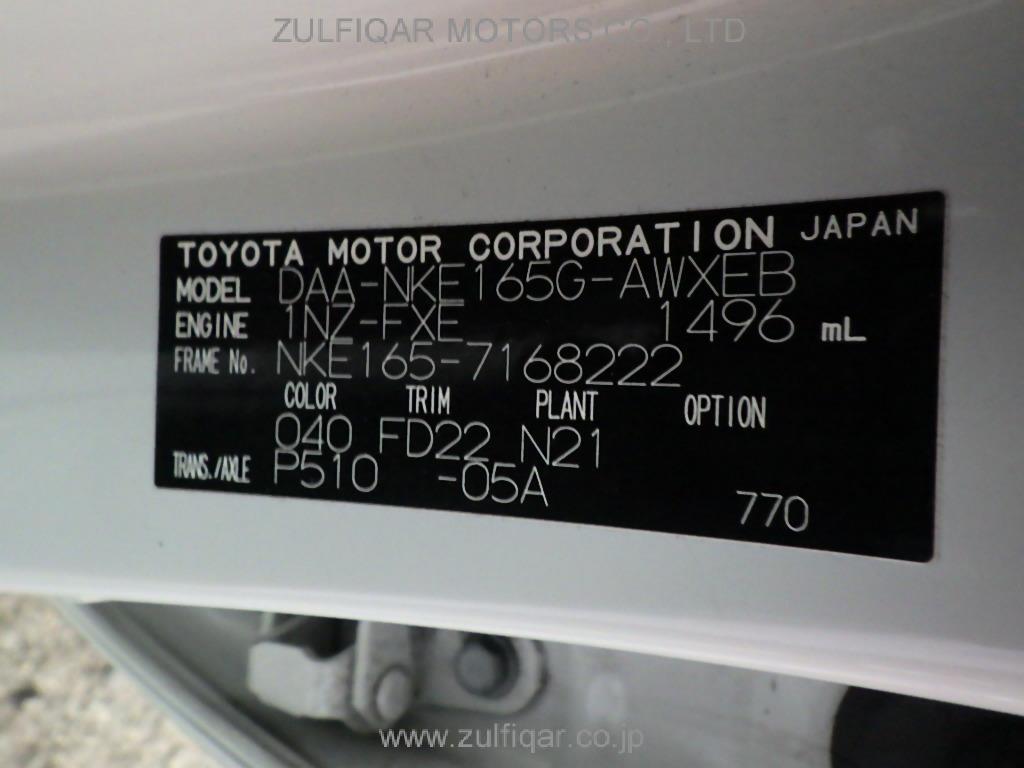 ZULFIQAR MOTORS CO., LTD
TOYOTA MOTOR CORPORATION JAPAN
MODEL DAA-NKE165G-AWXEB
ENGINE 1NZ-FXE 1496 mL
FRAME No. NKE165-7168222
COLOR TRIM PLANT OPTION
040 FD22 N21
TRANS./AXLE P510 -05A
770
www.zulfiqar.co.jp